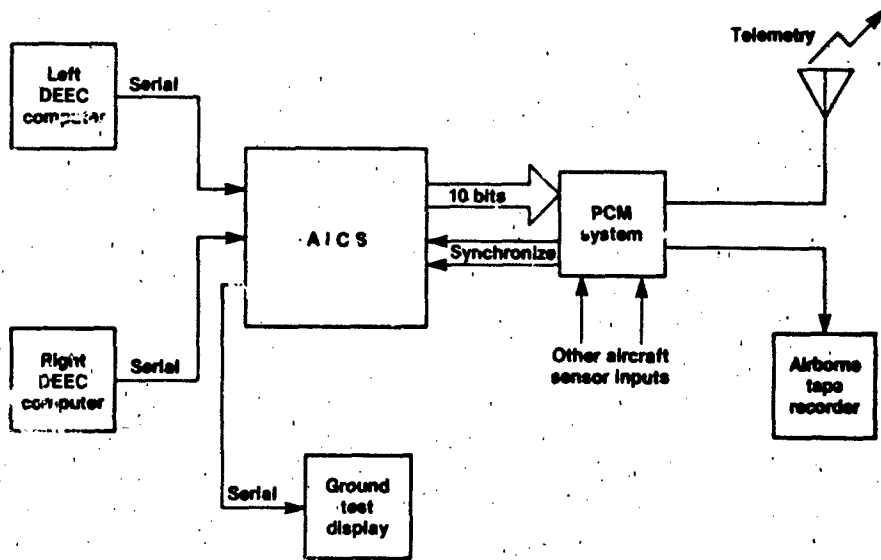 Telemetry
Left
DEEC
computer
Serial
AICS
10 bits
PCM
system
Synchronize
Other aircraft
sensor inputs
Right
DEEC
computer
Serial
Airborne
tape
recorder
Serial
Ground
test
display